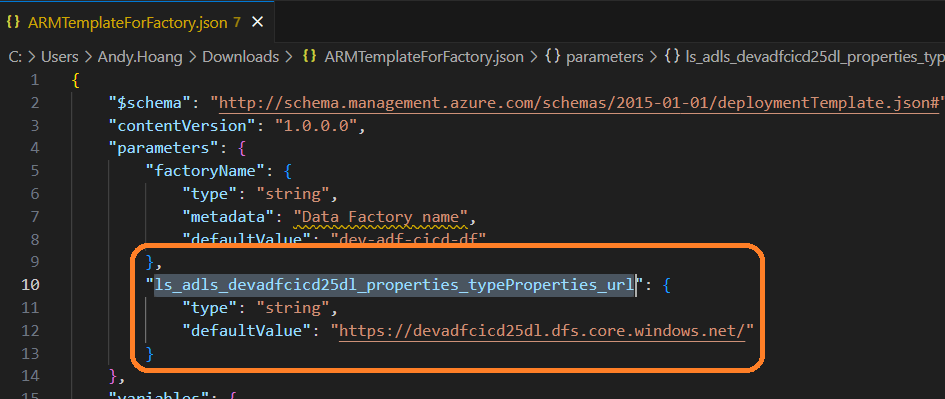 ARMTemplateForFactory.json 7
C: > Users > Andy.Hoang > Downloads > {} ARMTemplateForFactory.json > {} parameters > {} ls_adls_devadfcicd25dl_properties_typ
1 {
2 "$schema": "http://schema.management.azure.com/schemas/2015-01-01/deploymentTemplate.json#"
3 "contentVersion": "1.0.0.0",
4 "parameters": {
5 "factoryName": {
6 "type": "string",
7 "metadata": "Data Factory name",
8 "defaultValue": "dev-adf-cicd-df"
9 },
10 "ls_adls_devadfcicd25dl_properties_typeProperties_url": {
11 "type": "string",
12 "defaultValue": "https://devadfcicd25dl.dfs.core.windows.net/"
13 }
14 },
15 "variables": {